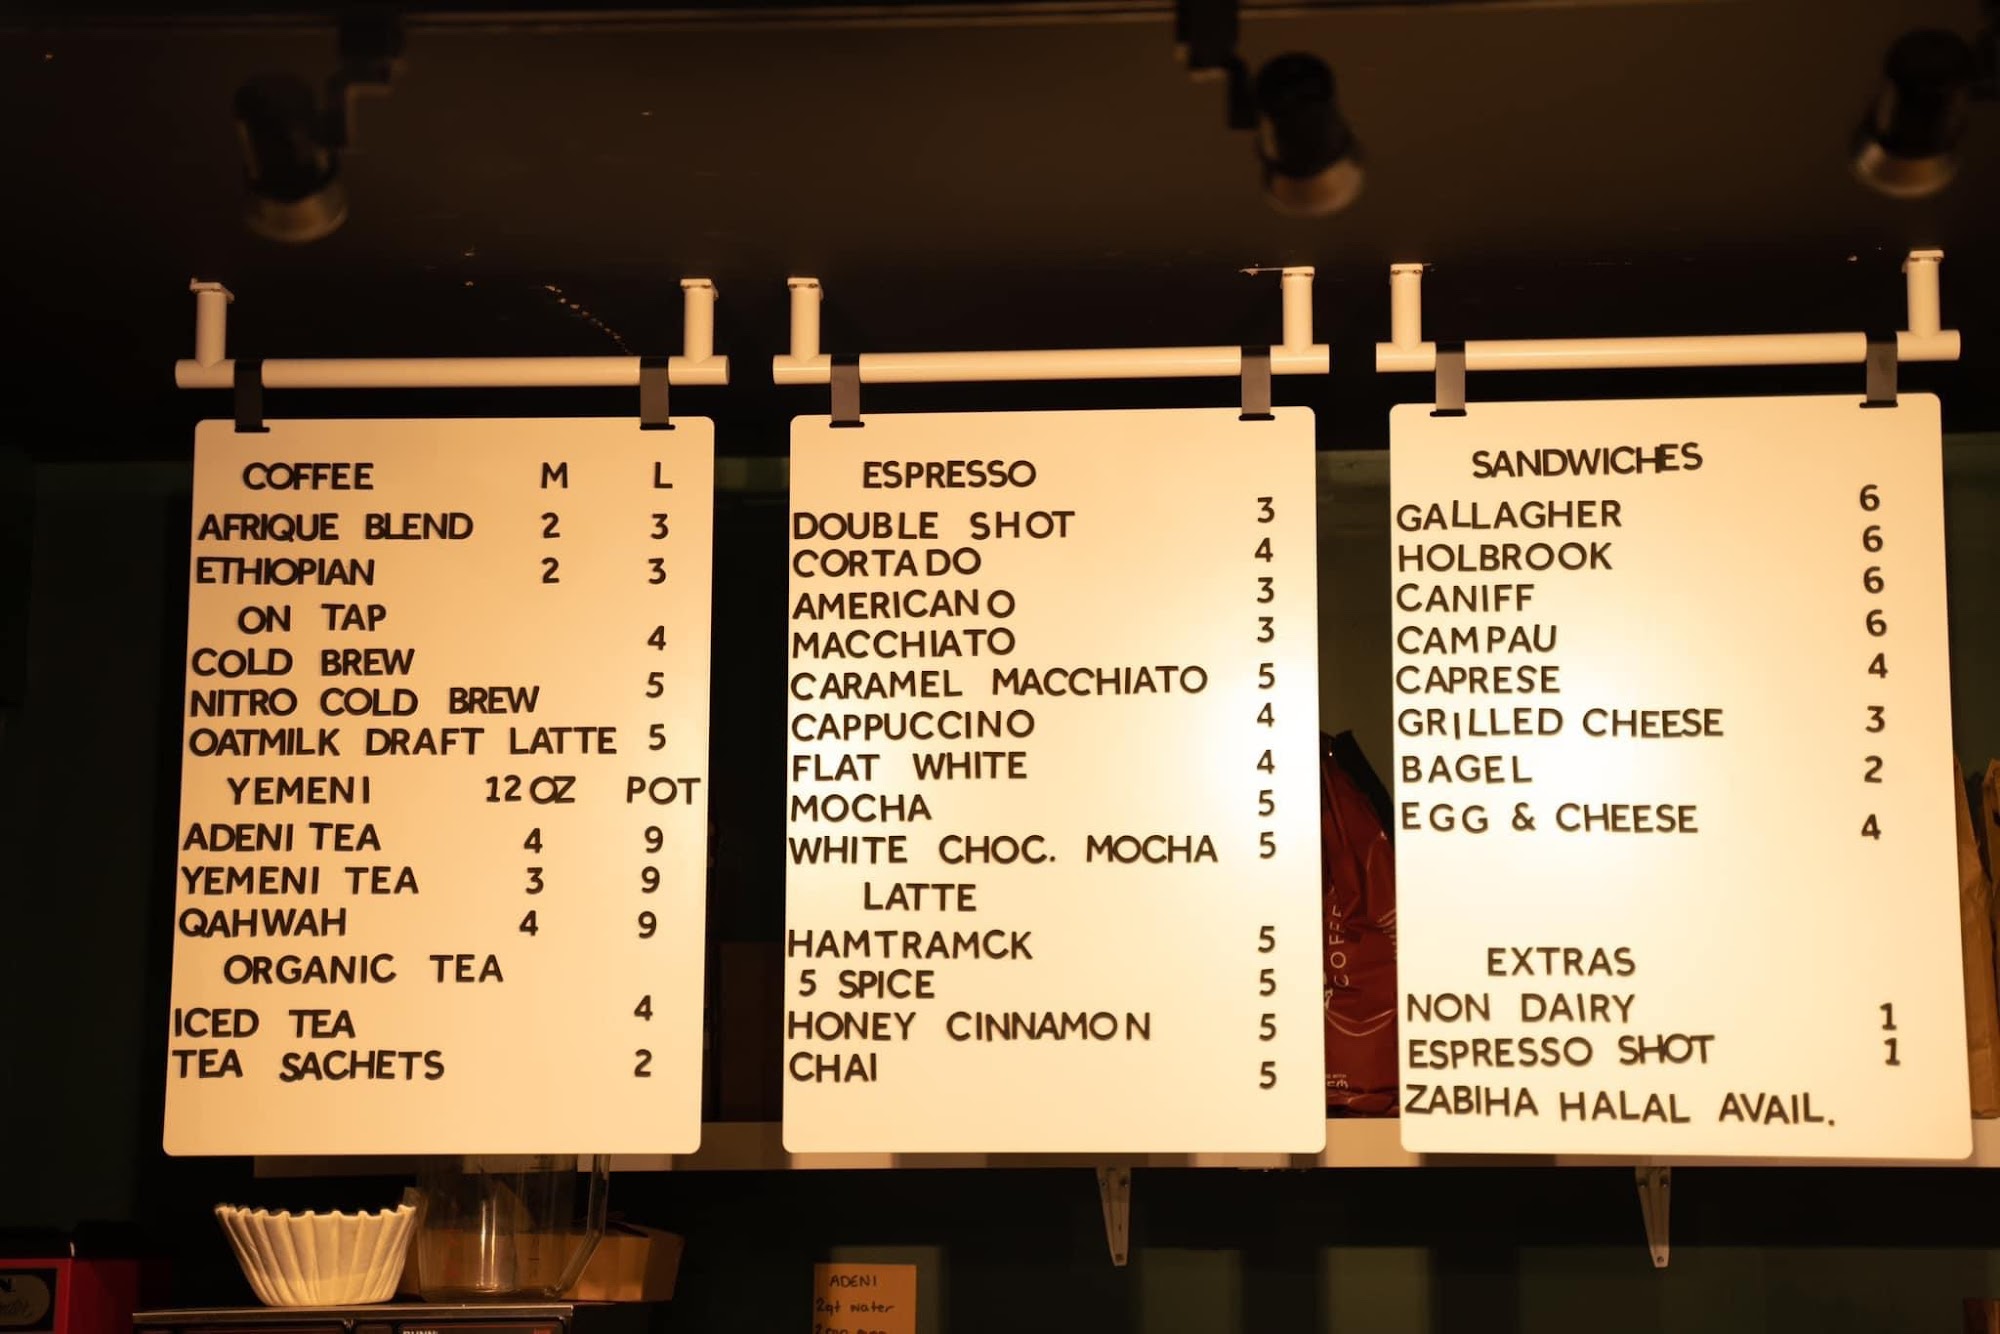 COFFEE M L
AFRIQUE BLEND 2 3
ETHIOPIAN 2 3
ON TAP
COLD BREW 4
NITRO COLD BREW 5
OATMILK DRAFT LATTE 5
YEMENI 12 OZ POT
ADENI TEA 4 9
YEMENI TEA 3 9
QAHWAH 4 9
ORGANIC TEA
ICED TEA 4
TEA SACHETS 2
ESPRESSO
DOUBLE SHOT 3
CORTADO 4
AMERICANO 3
MACCHIATO 3
CARAMEL MACCHIATO 5
CAPPUCCINO 4
FLAT WHITE 4
MOCHA 5
WHITE CHOC. MOCHA 5
LATTE
HAMTRAMCK 5
5 SPICE 5
HONEY CINNAMON 5
CHAI 5
SANDWICHES
GALLAGHER 6
HOLBROOK 6
CANIFF 6
CAMPAU 6
CAPRESE 4
GRILLED CHEESE 3
BAGEL 2
EGG & CHEESE 4
EXTRAS
NON DAIRY 1
ESPRESSO SHOT 1
ZABIHA HALAL AVAIL.
COFFEE
ADENI
2qt water